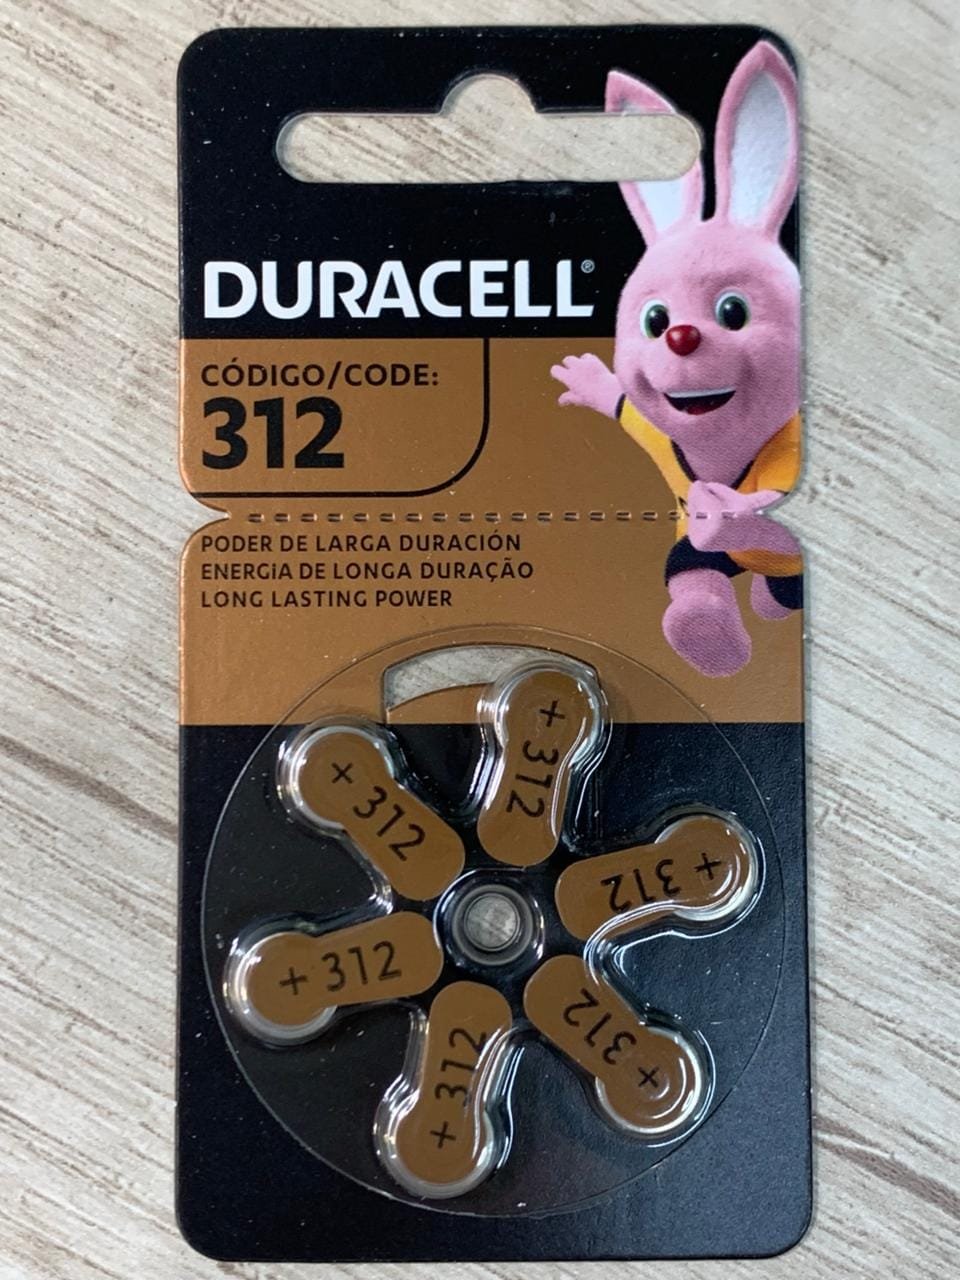 DURACELL®
CÓDIGO/CODE:
312
PODER DE LARGA DURACIÓN
ENERGiA DE LONGA DURAÇÃO
LONG LASTING POWER
+ 312
+ 312
+ 312
+ 312
+ 312
+ 312